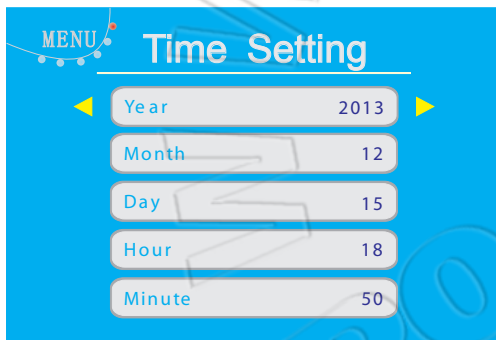 MENU
Time Setting
Year 2013
Month 12
Day 15
Hour 18
Minute 50